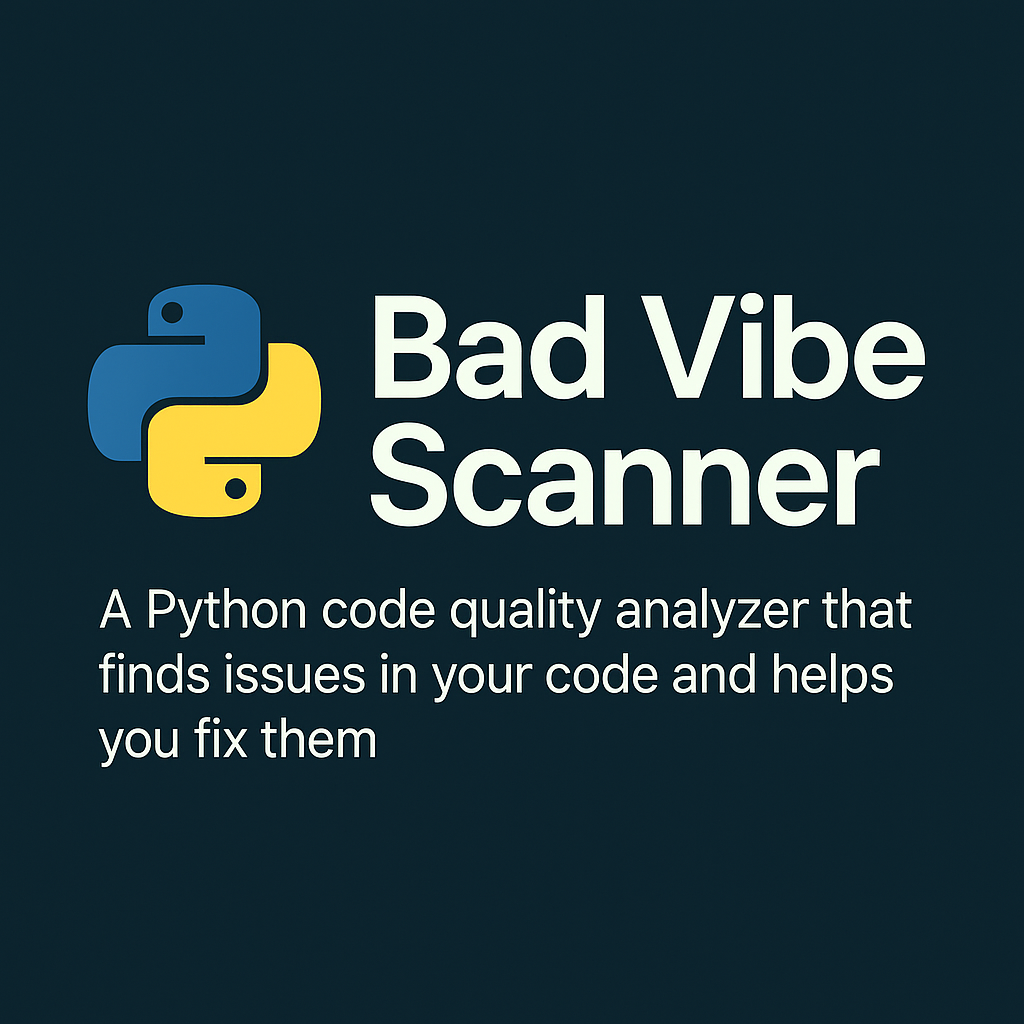 Bad Vibe
Scanner
A Python code quality analyzer that
finds issues in your code and helps
you fix them